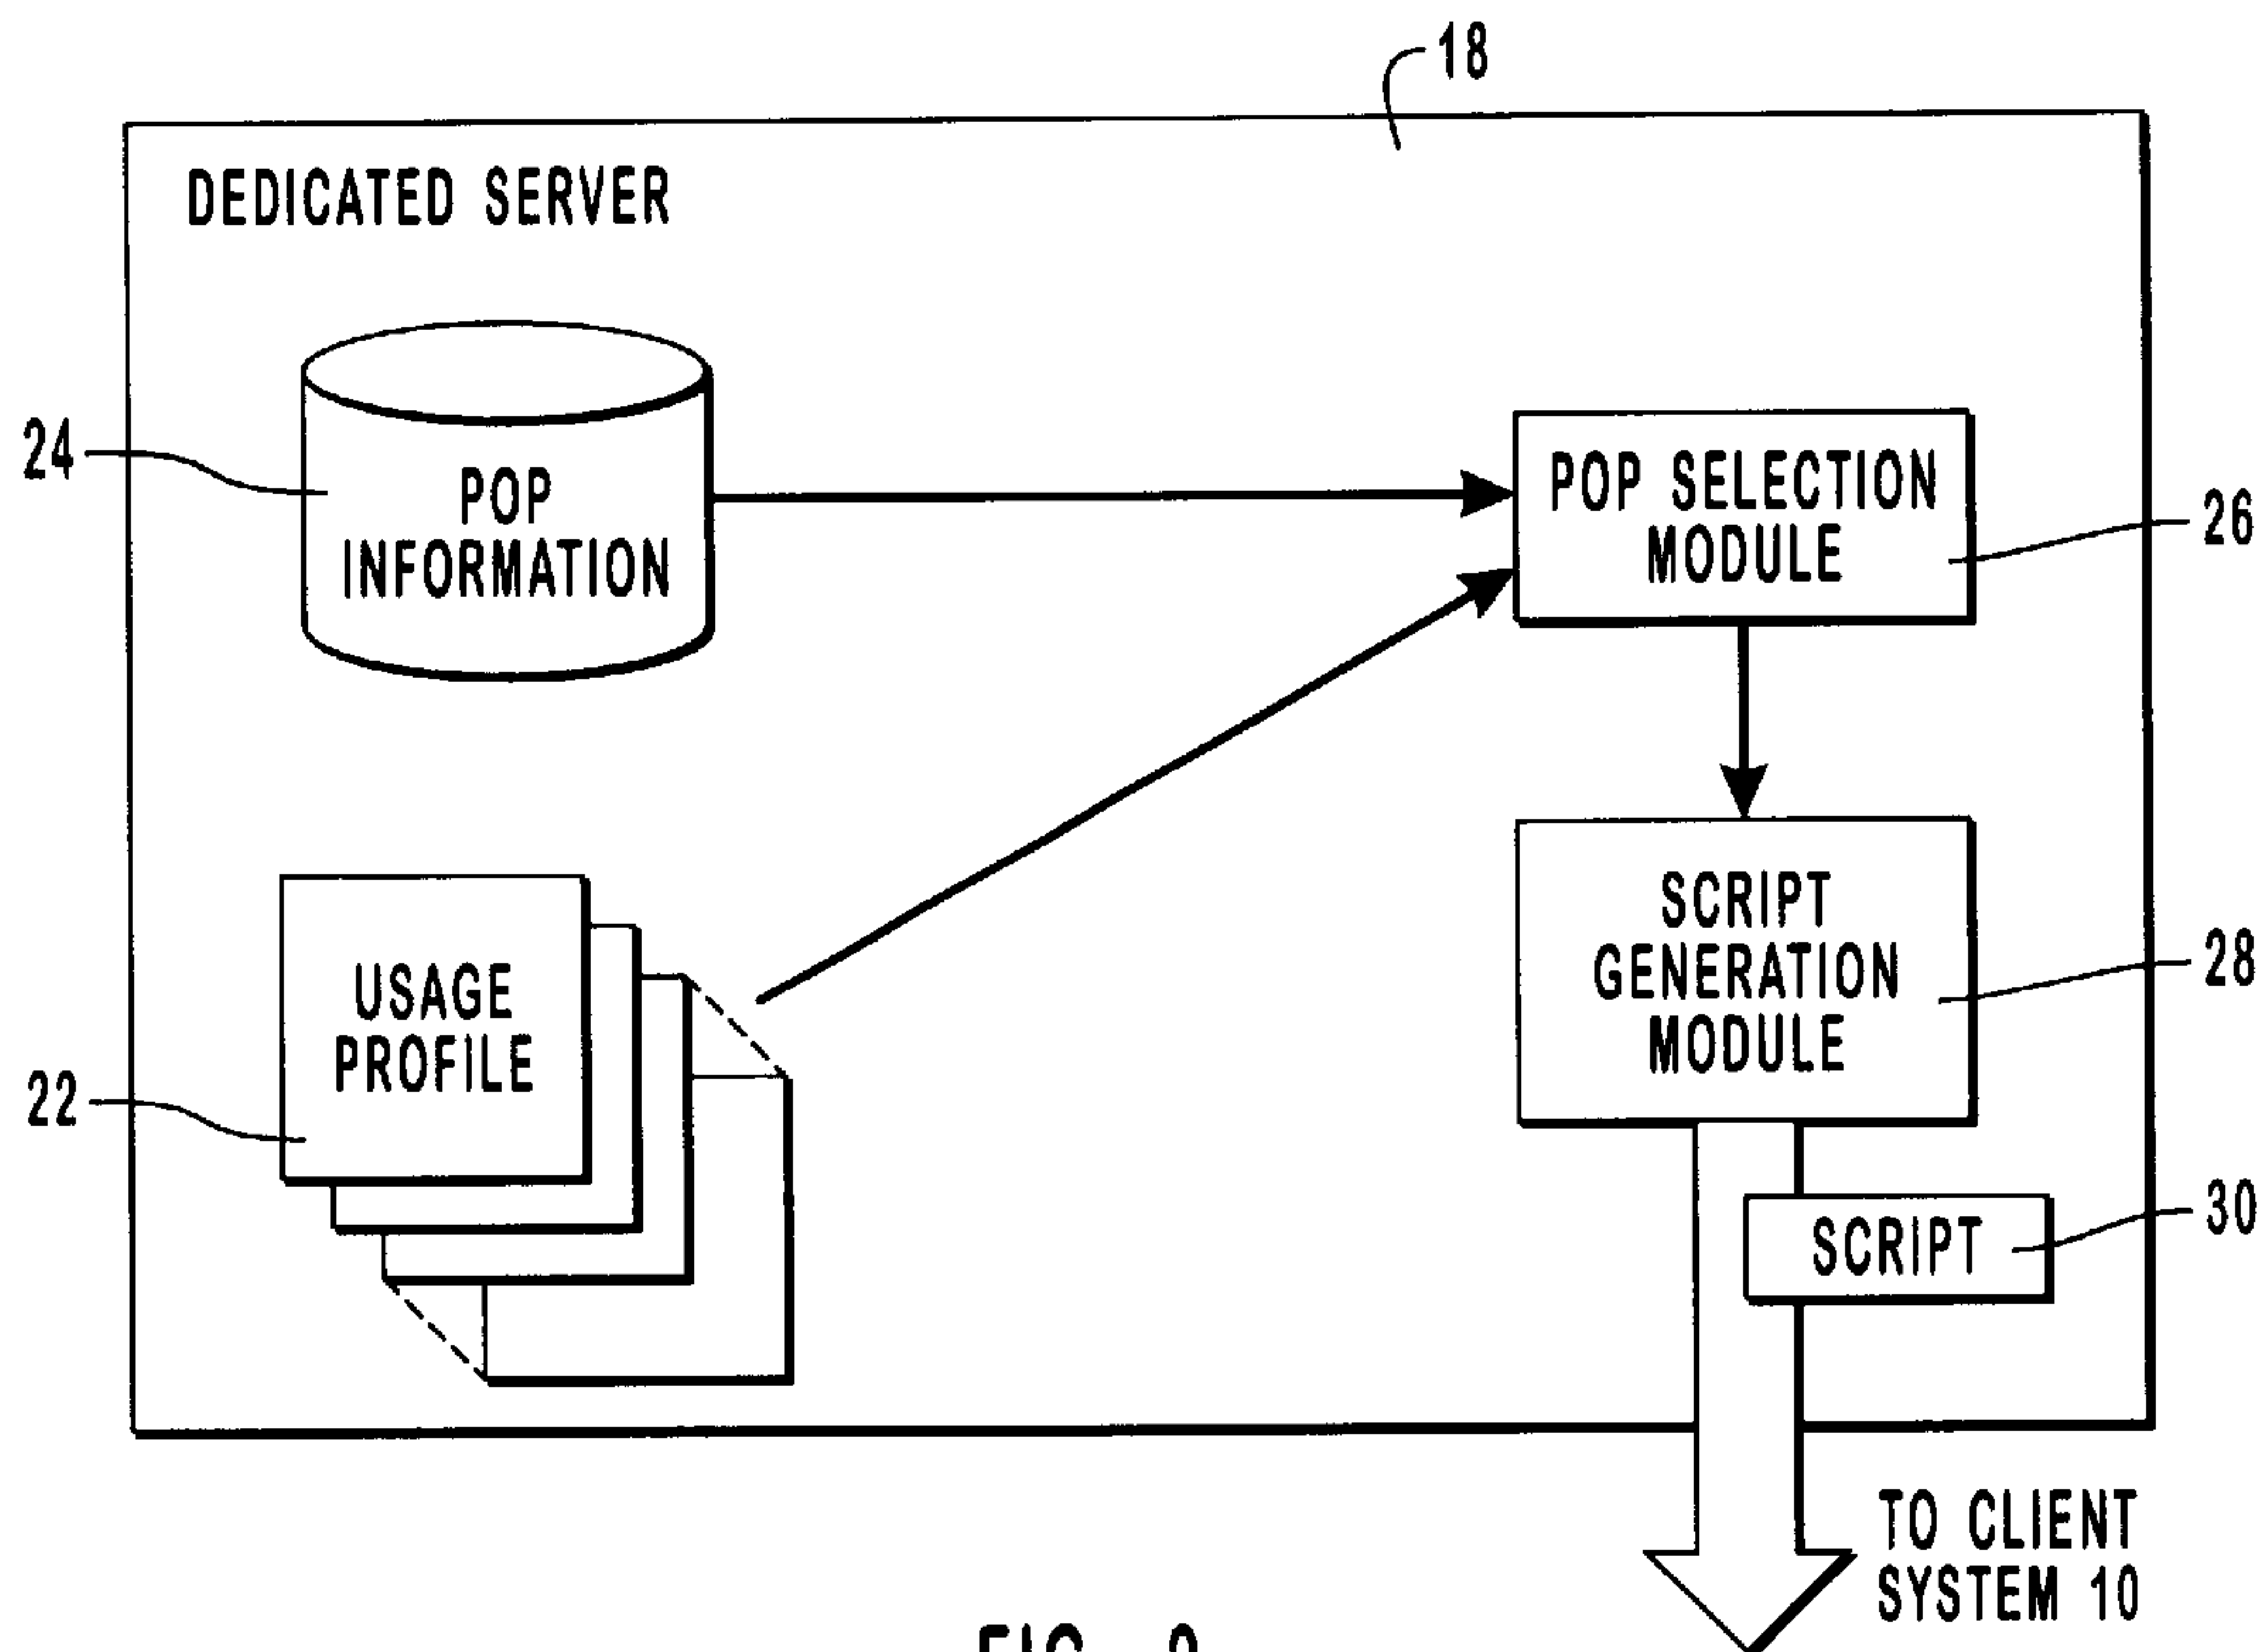 18
DEDICATED SERVER
24
POP
INFORMATION
POP SELECTION
MODULE
26
USAGE
PROFILE
22
SCRIPT
GENERATION
MODULE
28
SCRIPT
30
TO CLIENT
SYSTEM 10
FIG.